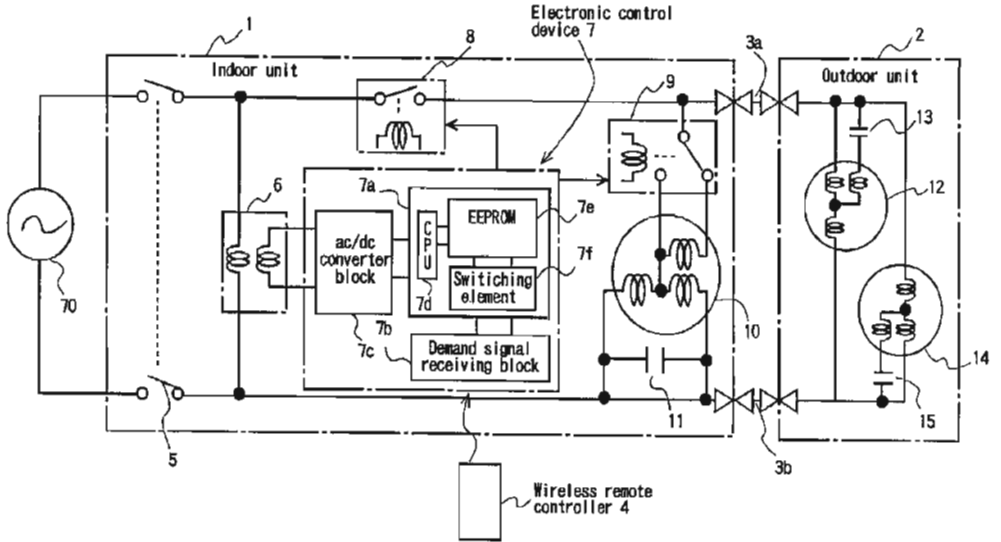 Electronic control
device 7
1
8
3a
2
Indoor unit
Outdoor unit
9
13
6
7a
7e
EEPROM
12
ac/dc
converter
block
CPU
7f
Switiching
element
7d
70
7b
10
7c
Demand signal
receiving block
14
11
15
5
3b
Wireless remote
controller 4